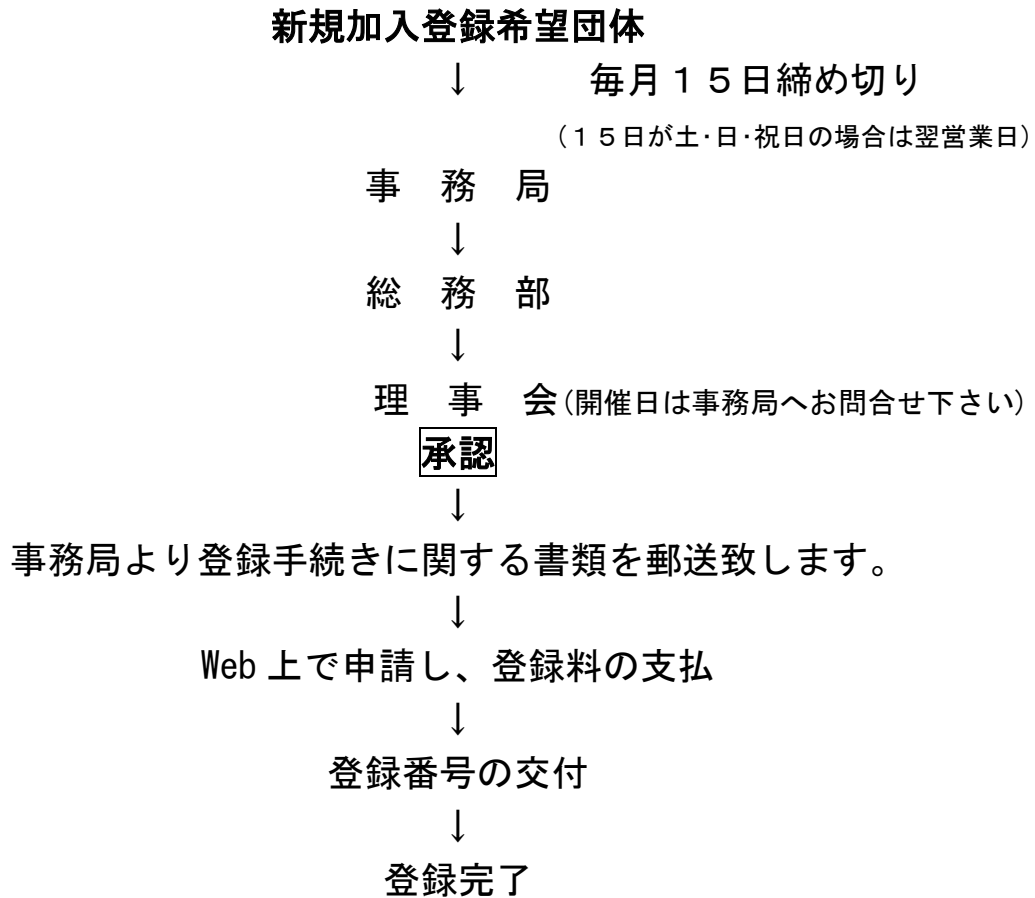 新規加入登録希望団体
↓　毎月１５日締め切り
（１５日が土･日･祝日の場合は翌営業日）
事　務　局
↓
総　務　部
↓
理　事　会(開催日は事務局へお問合せ下さい)
承認
↓
事務局より登録手続きに関する書類を郵送致します。
↓
Web 上で申請し、登録料の支払
↓
登録番号の交付
↓
登録完了